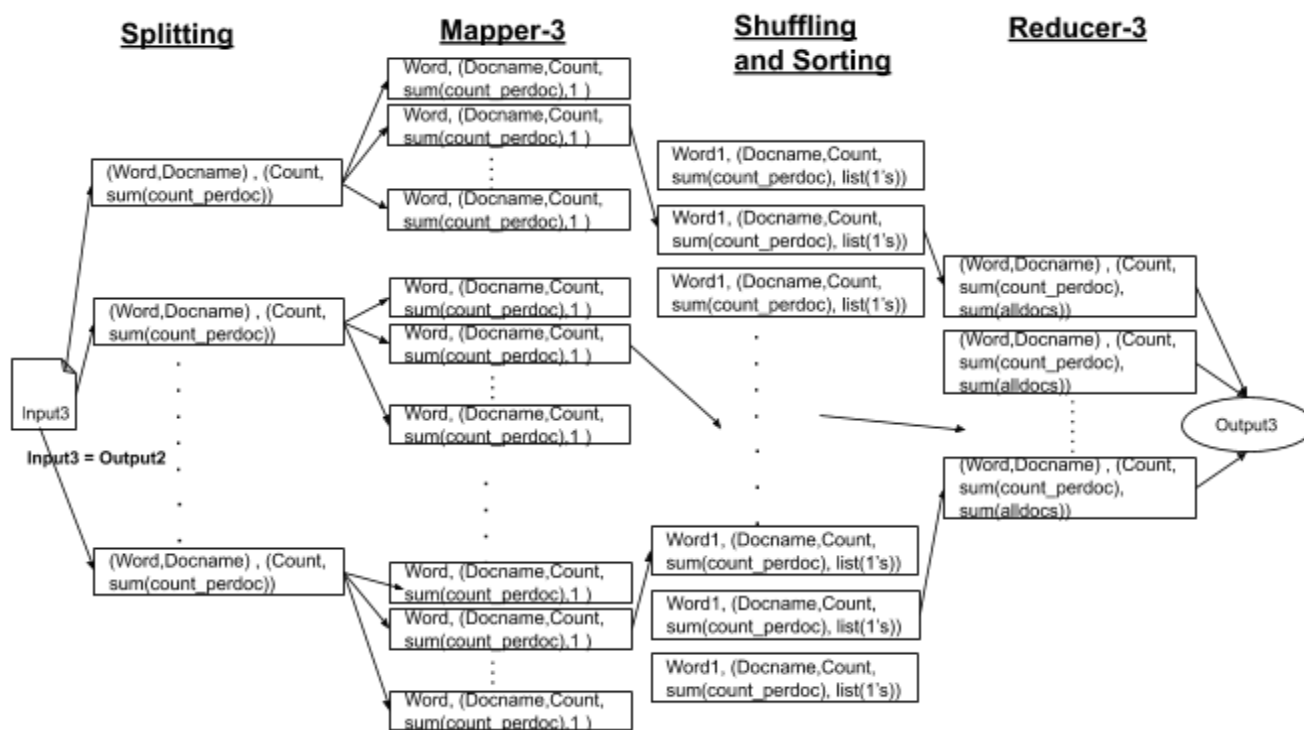 Splitting
Mapper-3
Shuffling
and Sorting
Reducer-3
Input3
Input3 = Output2
(Word,Docname) , (Count,
sum(count_perdoc))
(Word,Docname) , (Count,
sum(count_perdoc))
(Word,Docname) , (Count,
sum(count_perdoc))
Word, (Docname,Count,
sum(count_perdoc),1 )
Word, (Docname,Count,
sum(count_perdoc),1 )
Word, (Docname,Count,
sum(count_perdoc),1 )
Word, (Docname,Count,
sum(count_perdoc),1 )
Word, (Docname,Count,
sum(count_perdoc),1 )
Word, (Docname,Count,
sum(count_perdoc),1 )
Word, (Docname,Count,
sum(count_perdoc),1 )
Word, (Docname,Count,
sum(count_perdoc),1 )
Word, (Docname,Count,
sum(count_perdoc),1 )
Word1, (Docname,Count,
sum(count_perdoc), list(1's))
Word1, (Docname,Count,
sum(count_perdoc), list(1's))
Word1, (Docname,Count,
sum(count_perdoc), list(1's))
Word1, (Docname,Count,
sum(count_perdoc), list(1's))
Word1, (Docname,Count,
sum(count_perdoc), list(1's))
Word1, (Docname,Count,
sum(count_perdoc), list(1's))
(Word,Docname) , (Count,
sum(count_perdoc),
sum(alldocs))
(Word,Docname) , (Count,
sum(count_perdoc),
sum(alldocs))
(Word,Docname) , (Count,
sum(count_perdoc),
sum(alldocs))
Output3